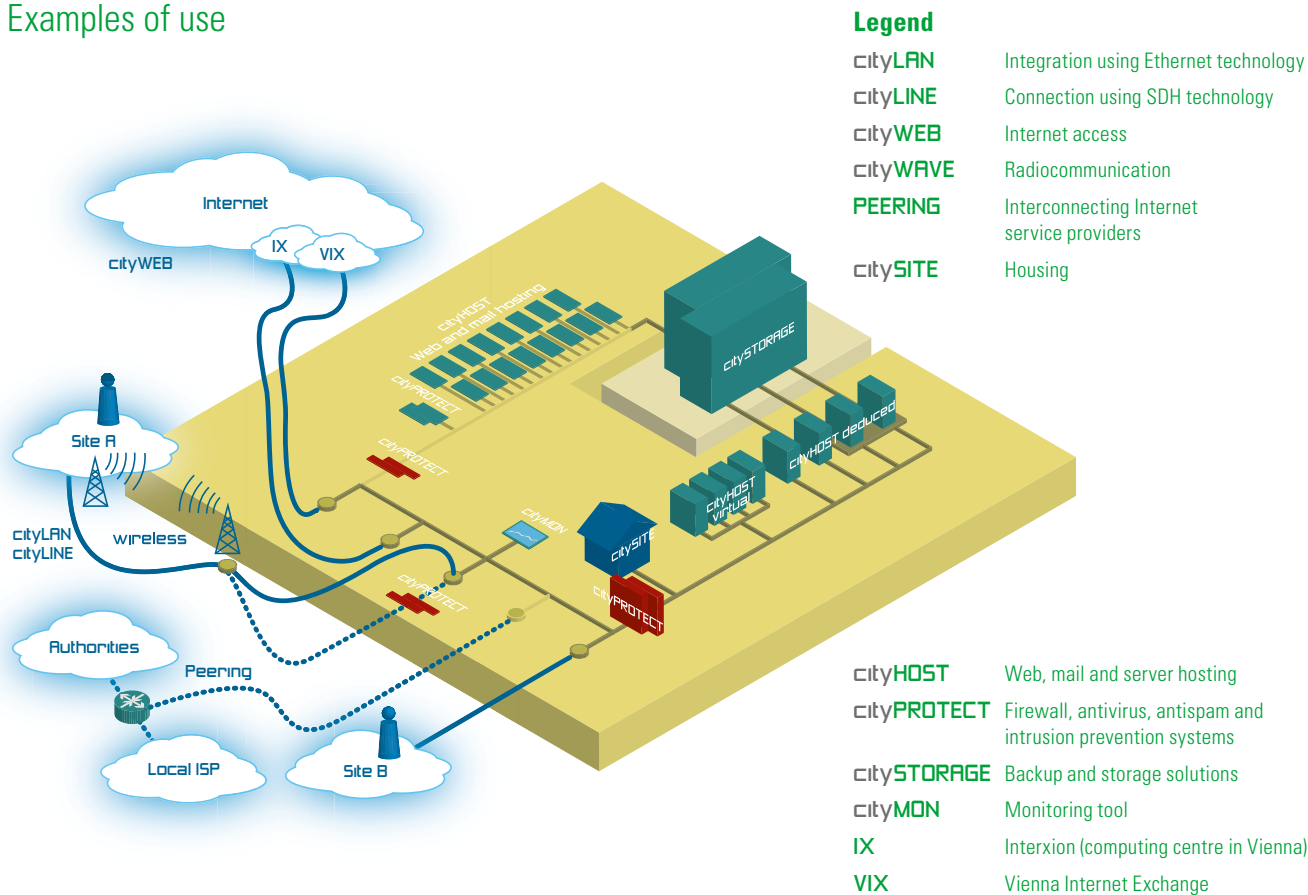 Examples of use
Legend
cityLAN Integration using Ethernet technology
cityLINE Connection using SDH technology
cityWEB Internet access
cityWAVE Radiocommunication
PEERING Interconnecting Internet
service providers
citySITE Housing
Internet
IX
VIX
cityWEB
cityHOST
Web and mail hosting
citySTORAGE
cityPROTECT
cityPROTECT
cityHOST deduced
cityHOST
virtual
Site A
cityMON
citySITE
cityLAN
cityLINE
wireless
cityPROTECT
cityPROTECT
Authorities
Peering
Local ISP
Site B
cityHOST Web, mail and server hosting
cityPROTECT Firewall, antivirus, antispam and
intrusion prevention systems
citySTORAGE Backup and storage solutions
cityMON Monitoring tool
IX Interxion (computing centre in Vienna)
VIX Vienna Internet Exchange